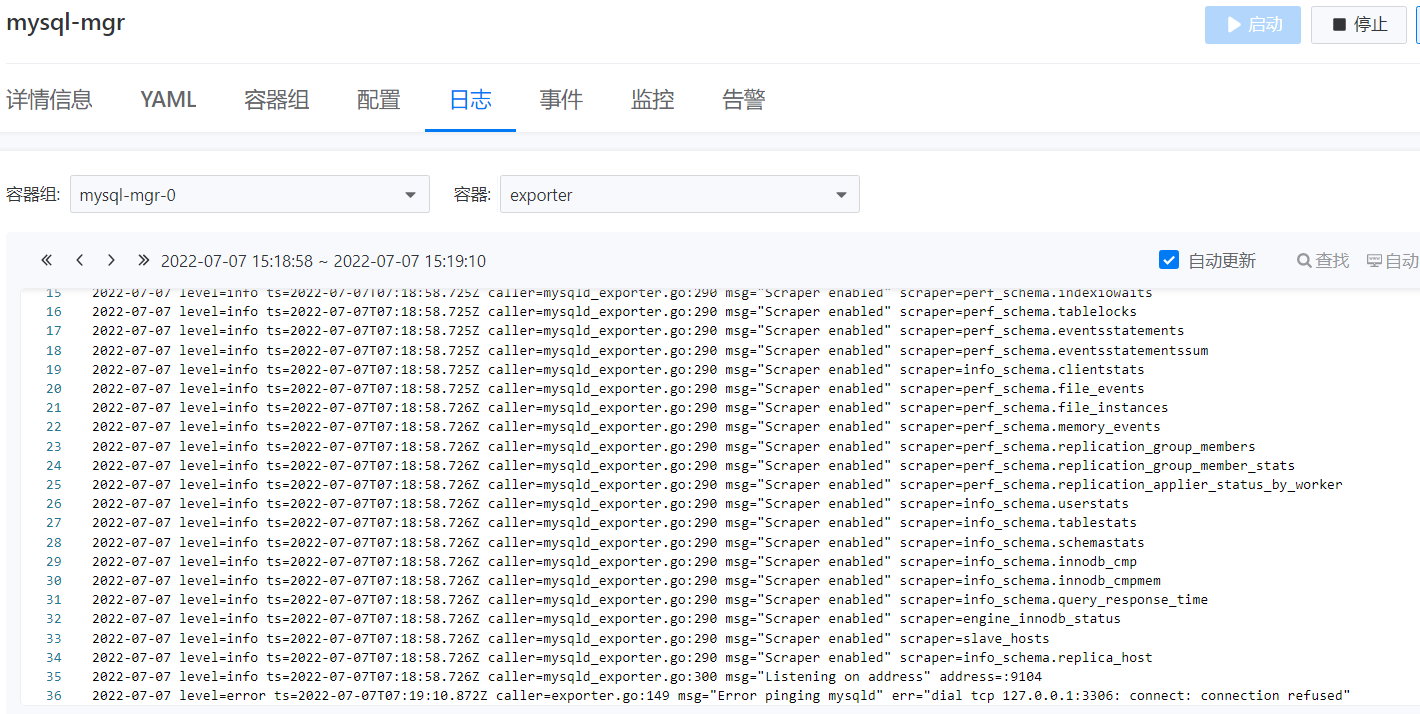 mysql-mgr
启动
停止
详情信息 YAML 容器组 配置 日志 事件 监控 告警
容器组: mysql-mgr-0 容器: exporter
2022-07-07 15:18:58 ~ 2022-07-07 15:19:10 自动更新 查找 自动
15 2022-07-07 level=info ts=2022-07-07T07:18:58.725Z caller=mysqld_exporter.go:290 msg="Scraper enabled" scraper=perf_schema.indexiowaits
16 2022-07-07 level=info ts=2022-07-07T07:18:58.725Z caller=mysqld_exporter.go:290 msg="Scraper enabled" scraper=perf_schema.tablelocks
17 2022-07-07 level=info ts=2022-07-07T07:18:58.725Z caller=mysqld_exporter.go:290 msg="Scraper enabled" scraper=perf_schema.eventsstatements
18 2022-07-07 level=info ts=2022-07-07T07:18:58.725Z caller=mysqld_exporter.go:290 msg="Scraper enabled" scraper=perf_schema.eventsstatementssum
19 2022-07-07 level=info ts=2022-07-07T07:18:58.725Z caller=mysqld_exporter.go:290 msg="Scraper enabled" scraper=info_schema.clientstats
20 2022-07-07 level=info ts=2022-07-07T07:18:58.725Z caller=mysqld_exporter.go:290 msg="Scraper enabled" scraper=perf_schema.file_events
21 2022-07-07 level=info ts=2022-07-07T07:18:58.726Z caller=mysqld_exporter.go:290 msg="Scraper enabled" scraper=perf_schema.file_instances
22 2022-07-07 level=info ts=2022-07-07T07:18:58.726Z caller=mysqld_exporter.go:290 msg="Scraper enabled" scraper=perf_schema.memory_events
23 2022-07-07 level=info ts=2022-07-07T07:18:58.726Z caller=mysqld_exporter.go:290 msg="Scraper enabled" scraper=perf_schema.replication_group_members
24 2022-07-07 level=info ts=2022-07-07T07:18:58.726Z caller=mysqld_exporter.go:290 msg="Scraper enabled" scraper=perf_schema.replication_group_member_stats
25 2022-07-07 level=info ts=2022-07-07T07:18:58.726Z caller=mysqld_exporter.go:290 msg="Scraper enabled" scraper=perf_schema.replication_applier_status_by_worker
26 2022-07-07 level=info ts=2022-07-07T07:18:58.726Z caller=mysqld_exporter.go:290 msg="Scraper enabled" scraper=info_schema.userstats
27 2022-07-07 level=info ts=2022-07-07T07:18:58.726Z caller=mysqld_exporter.go:290 msg="Scraper enabled" scraper=info_schema.tablestats
28 2022-07-07 level=info ts=2022-07-07T07:18:58.726Z caller=mysqld_exporter.go:290 msg="Scraper enabled" scraper=info_schema.schemastats
29 2022-07-07 level=info ts=2022-07-07T07:18:58.726Z caller=mysqld_exporter.go:290 msg="Scraper enabled" scraper=info_schema.innodb_cmp
30 2022-07-07 level=info ts=2022-07-07T07:18:58.726Z caller=mysqld_exporter.go:290 msg="Scraper enabled" scraper=info_schema.innodb_cmpmem
31 2022-07-07 level=info ts=2022-07-07T07:18:58.726Z caller=mysqld_exporter.go:290 msg="Scraper enabled" scraper=info_schema.query_response_time
32 2022-07-07 level=info ts=2022-07-07T07:18:58.726Z caller=mysqld_exporter.go:290 msg="Scraper enabled" scraper=engine_innodb_status
33 2022-07-07 level=info ts=2022-07-07T07:18:58.726Z caller=mysqld_exporter.go:290 msg="Scraper enabled" scraper=slave_hosts
34 2022-07-07 level=info ts=2022-07-07T07:18:58.726Z caller=mysqld_exporter.go:290 msg="Scraper enabled" scraper=info_schema.replica_host
35 2022-07-07 level=info ts=2022-07-07T07:18:58.726Z caller=mysqld_exporter.go:300 msg="Listening on address" address=:9104
36 2022-07-07 level=error ts=2022-07-07T07:19:10.872Z caller=exporter.go:149 msg="Error pinging mysqld" err="dial tcp 127.0.0.1:3306: connect: connection refused"